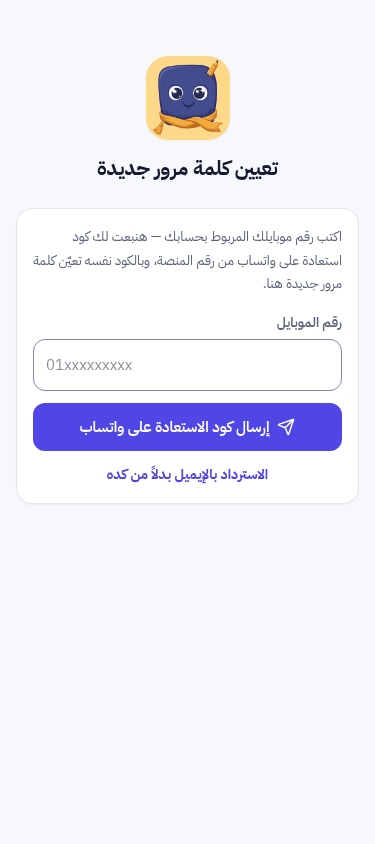 تعيين كلمة مرور جديدة
اكتب رقم موبايلك المربوط بحسابك — هنبعت لك كود
استعادة على واتساب من رقم المنصة، وبالكود نفسه تعيّن كلمة
مرور جديدة هنا.
رقم الموبايل
01xxxxxxxxx
إرسال كود الاستعادة على واتساب
الاسترداد بالإيميل بدلاً من كده